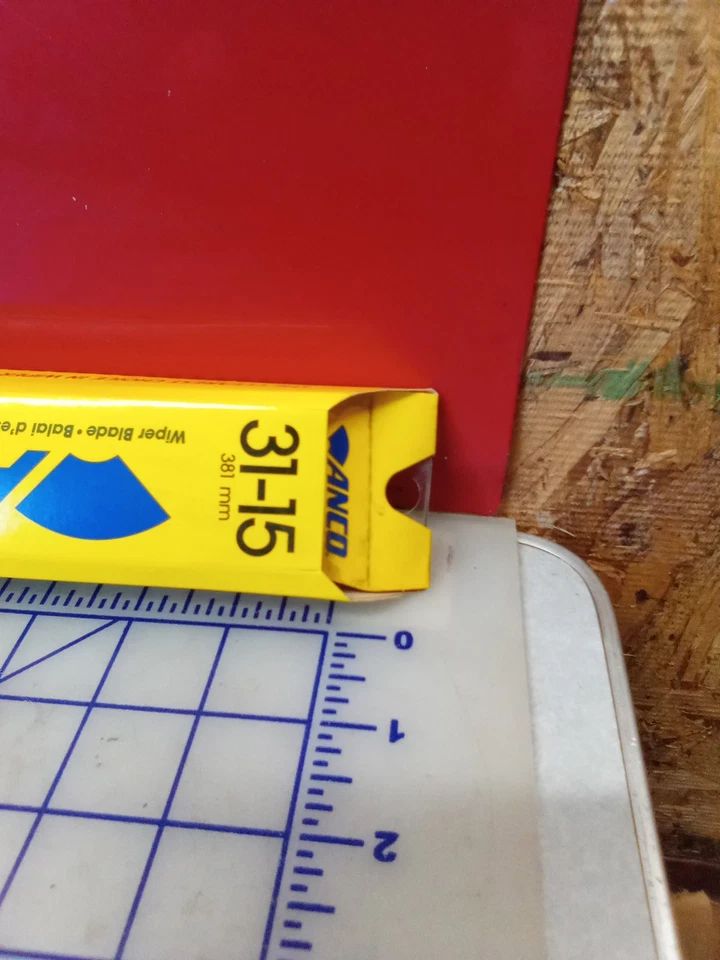 Wiper Blade • Balai d'e
31-15
381 mm
ANCO
0
1
2